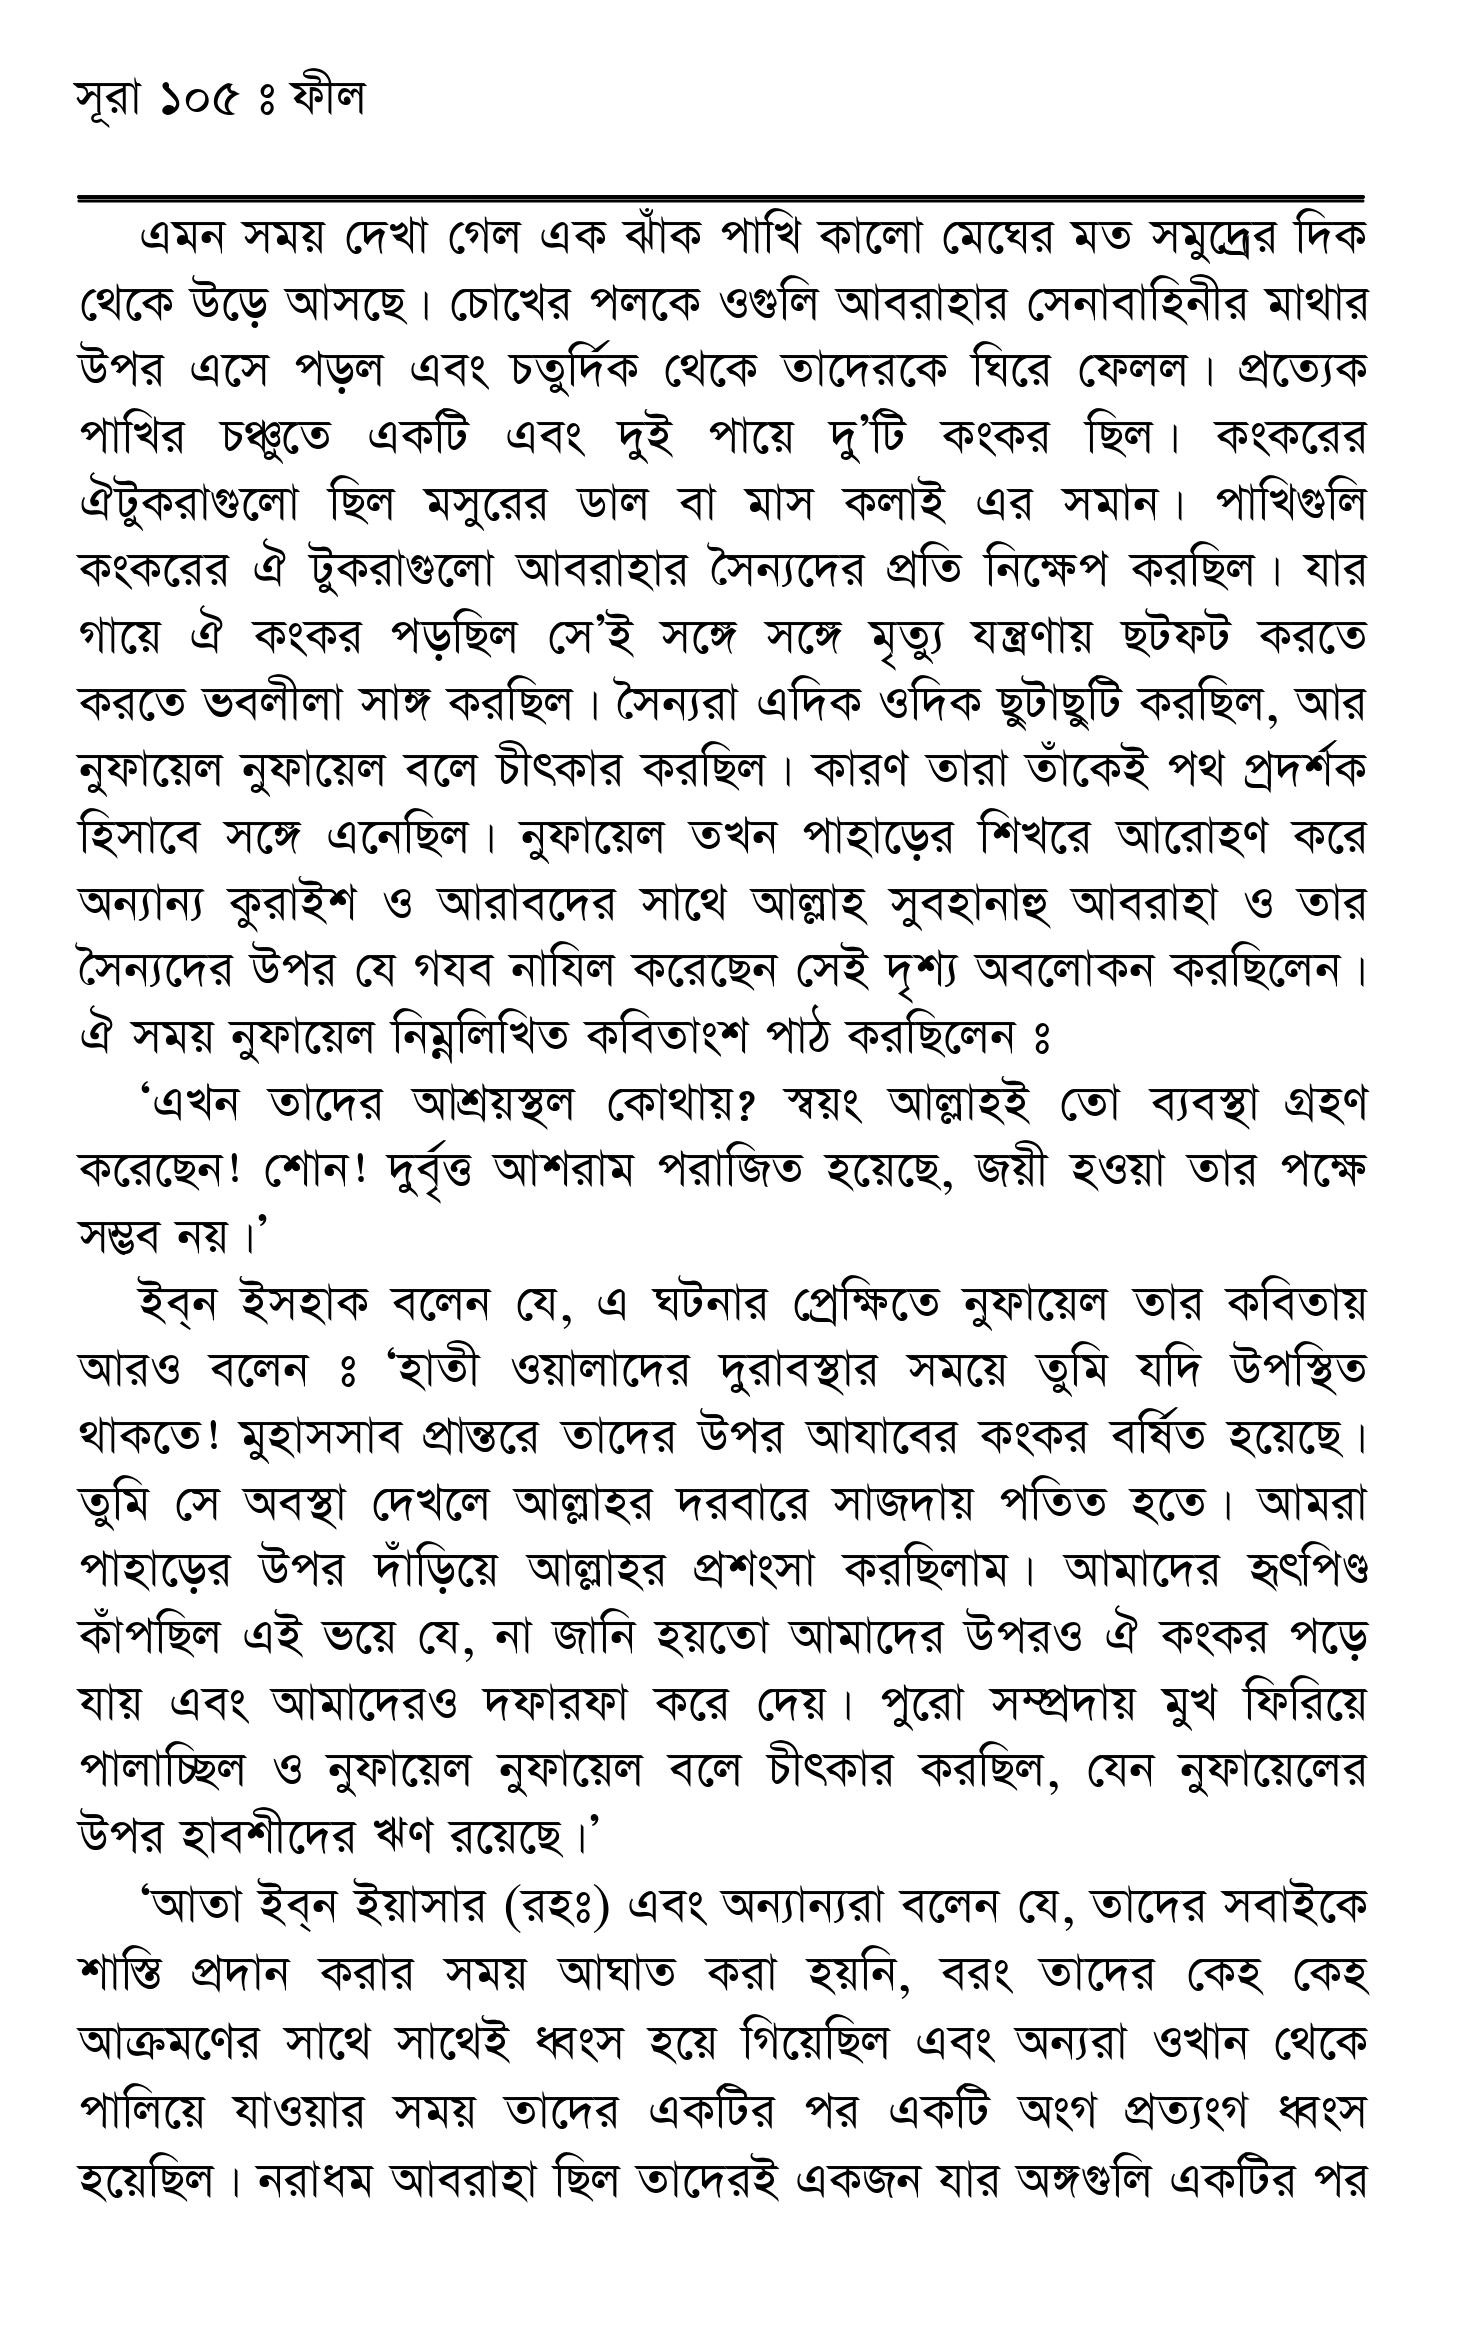 সূরা ১০৫ ঃ ফীল
এমন সময় দেখা গেল এক ঝাঁক পাখি কালো মেঘের মত সমুদ্রের দিক
থেকে উড়ে আসছে। চোখের পলকে ওগুলি আবরাহার সেনাবাহিনীর মাথার
উপর এসে পড়ল এবং চতুর্দিক থেকে তাদেরকে ঘিরে ফেলল। প্রত্যেক
পাখির চঞ্চুতে একটি এবং দুই পায়ে দু’টি কংকর ছিল। কংকরের
ঐটুকরাগুলো ছিল মসুরের ডাল বা মাস কলাই এর সমান। পাখিগুলি
কংকরের ঐ টুকরাগুলো আবরাহার সৈন্যদের প্রতি নিক্ষেপ করছিল। যার
গায়ে ঐ কংকর পড়ছিল সে’ই সঙ্গে সঙ্গে মৃত্যু যন্ত্রণায় ছটফট করতে
করতে ভবলীলা সাঙ্গ করছিল। সৈন্যরা এদিক ওদিক ছুটাছুটি করছিল, আর
নুফায়েল নুফায়েল বলে চীৎকার করছিল। কারণ তারা তাঁকেই পথ প্রদর্শক
হিসাবে সঙ্গে এনেছিল। নুফায়েল তখন পাহাড়ের শিখরে আরোহণ করে
অন্যান্য কুরাইশ ও আরাবদের সাথে আল্লাহ সুবহানাহু আবরাহা ও তার
সৈন্যদের উপর যে গযব নাযিল করেছেন সেই দৃশ্য অবলোকন করছিলেন।
ঐ সময় নুফায়েল নিম্নলিখিত কবিতাংশ পাঠ করছিলেন ঃ
‘এখন তাদের আশ্রয়স্থল কোথায়? স্বয়ং আল্লাহই তো ব্যবস্থা গ্রহণ
করেছেন! শোন! দুর্বৃত্ত আশরাম পরাজিত হয়েছে, জয়ী হওয়া তার পক্ষে
সম্ভব নয়।’
ইব্‌ন ইসহাক বলেন যে, এ ঘটনার প্রেক্ষিতে নুফায়েল তার কবিতায়
আরও বলেন ঃ ‘হাতী ওয়ালাদের দুরাবস্থার সময়ে তুমি যদি উপস্থিত
থাকতে! মুহাসসাব প্রান্তরে তাদের উপর আযাবের কংকর বর্ষিত হয়েছে।
তুমি সে অবস্থা দেখলে আল্লাহর দরবারে সাজদায় পতিত হতে। আমরা
পাহাড়ের উপর দাঁড়িয়ে আল্লাহর প্রশংসা করছিলাম। আমাদের হৃৎপিণ্ড
কাঁপছিল এই ভয়ে যে, না জানি হয়তো আমাদের উপরও ঐ কংকর পড়ে
যায় এবং আমাদেরও দফারফা করে দেয়। পুরো সম্প্রদায় মুখ ফিরিয়ে
পালাচ্ছিল ও নুফায়েল নুফায়েল বলে চীৎকার করছিল, যেন নুফায়েলের
উপর হাবশীদের ঋণ রয়েছে।’
‘আতা ইব্‌ন ইয়াসার (রহঃ) এবং অন্যান্যরা বলেন যে, তাদের সবাইকে
শাস্তি প্রদান করার সময় আঘাত করা হয়নি, বরং তাদের কেহ কেহ
আক্রমণের সাথে সাথেই ধ্বংস হয়ে গিয়েছিল এবং অন্যরা ওখান থেকে
পালিয়ে যাওয়ার সময় তাদের একটির পর একটি অংগ প্রত্যংগ ধ্বংস
হয়েছিল। নরাধম আবরাহা ছিল তাদেরই একজন যার অঙ্গগুলি একটির পর